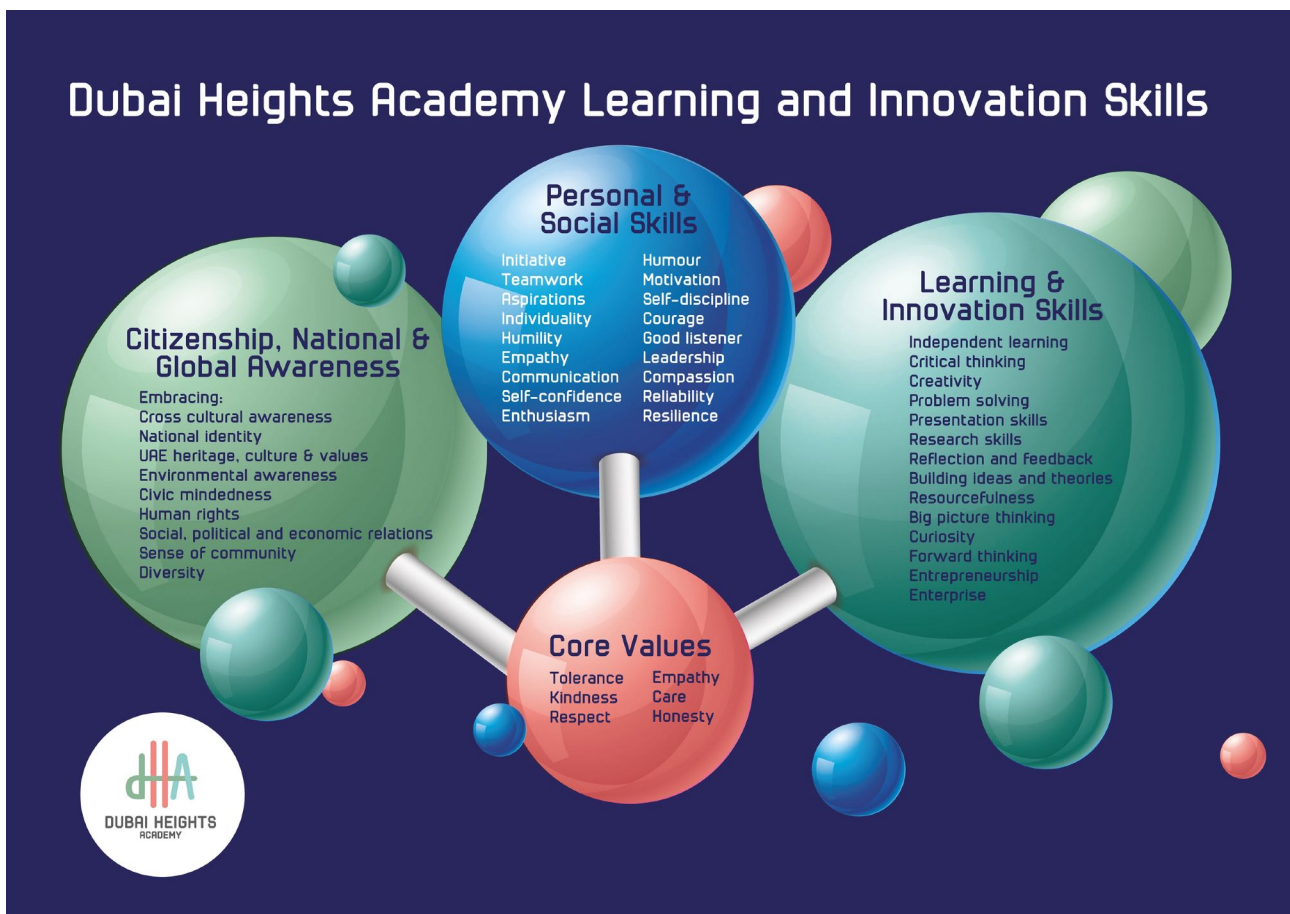 Dubai Heights Academy Learning and Innovation Skills
Personal &
Social Skills
Initiative
Teamwork
Aspirations
Individuality
Humility
Empathy
Communication
Self-confidence
Enthusiasm
Humour
Motivation
Self-discipline
Courage
Good listener
Leadership
Compassion
Reliability
Resilience
Citizenship, National &
Global Awareness
Embracing:
Cross cultural awareness
National identity
UAE heritage, culture & values
Environmental awareness
Civic mindedness
Human rights
Social, political and economic relations
Sense of community
Diversity
Learning &
Innovation Skills
Independent learning
Critical thinking
Creativity
Problem solving
Presentation skills
Research skills
Reflection and feedback
Building ideas and theories
Resourcefulness
Big picture thinking
Curiosity
Forward thinking
Entrepreneurship
Enterprise
Core Values
Tolerance
Kindness
Respect
Empathy
Care
Honesty
dHA
DUBAI HEIGHTS
ACADEMY